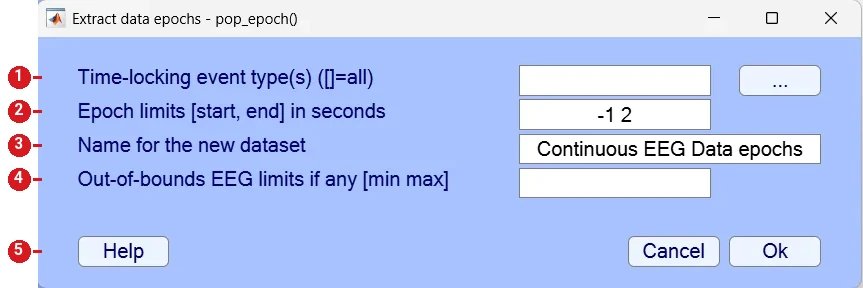 Extract data epochs - pop_epoch()
1 Time-locking event type(s) ([]=all) ...
2 Epoch limits [start, end] in seconds -1 2
3 Name for the new dataset Continuous EEG Data epochs
4 Out-of-bounds EEG limits if any [min max]
5 Help Cancel Ok